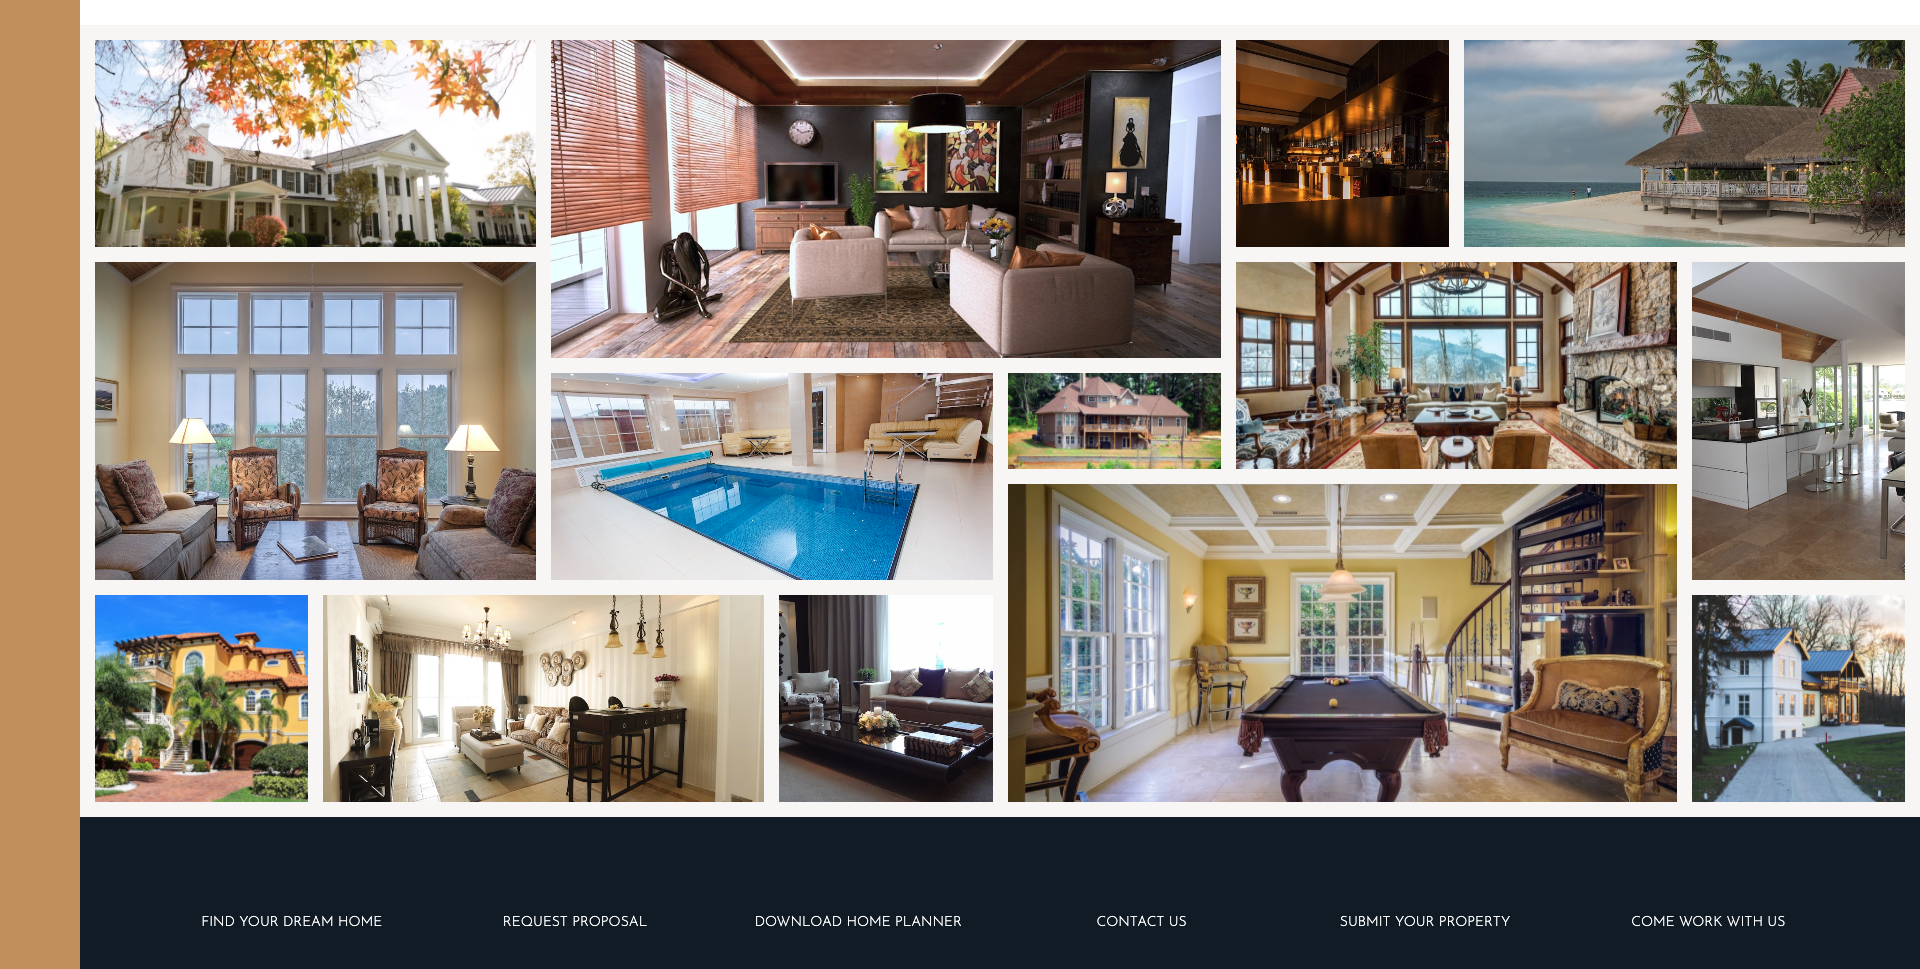 FIND YOUR DREAM HOME
REQUEST PROPOSAL
DOWNLOAD HOME PLANNER
CONTACT US
SUBMIT YOUR PROPERTY
COME WORK WITH US